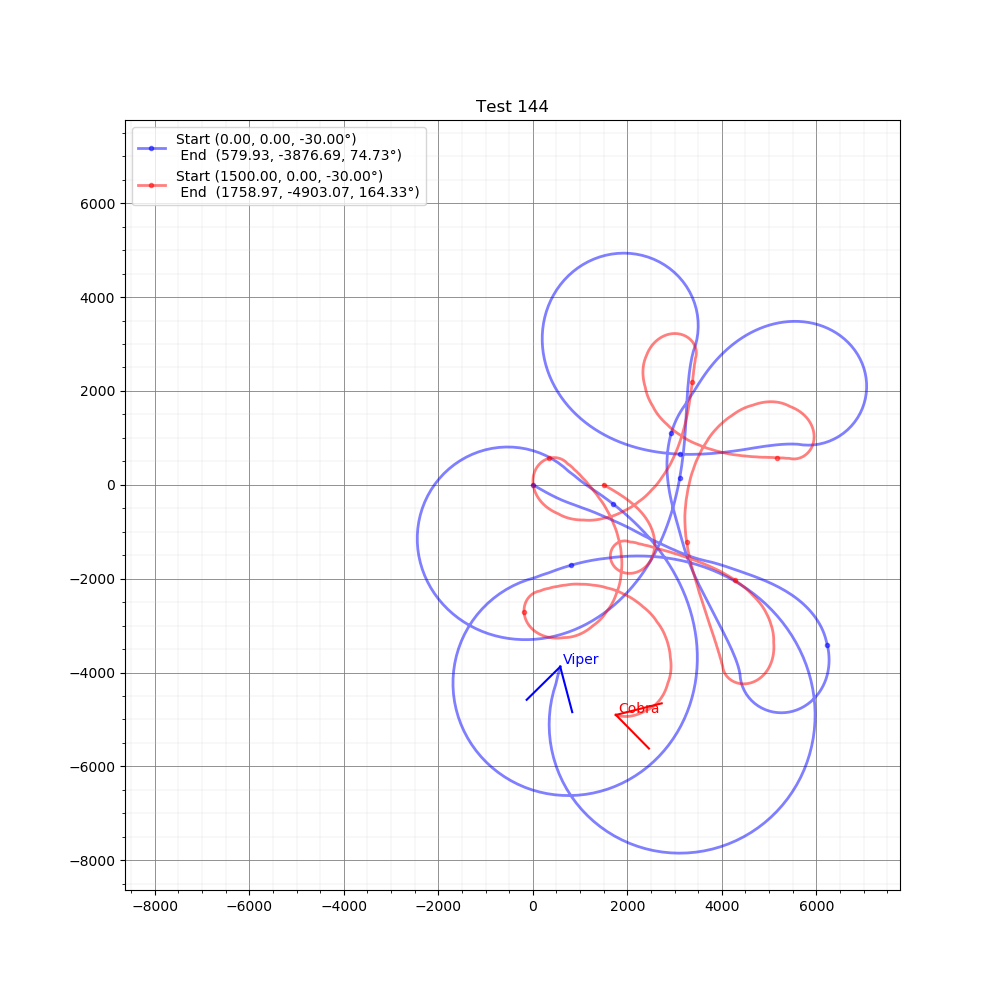 Test 144
Start (0.00, 0.00, -30.00°)
End  (579.93, -3876.69, 74.73°)
Start (1500.00, 0.00, -30.00°)
End  (1758.97, -4903.07, 164.33°)
6000
4000
2000
0
−2000
−4000
−6000
−8000
Viper
Cobra
−8000
−6000
−4000
−2000
0
2000
4000
6000